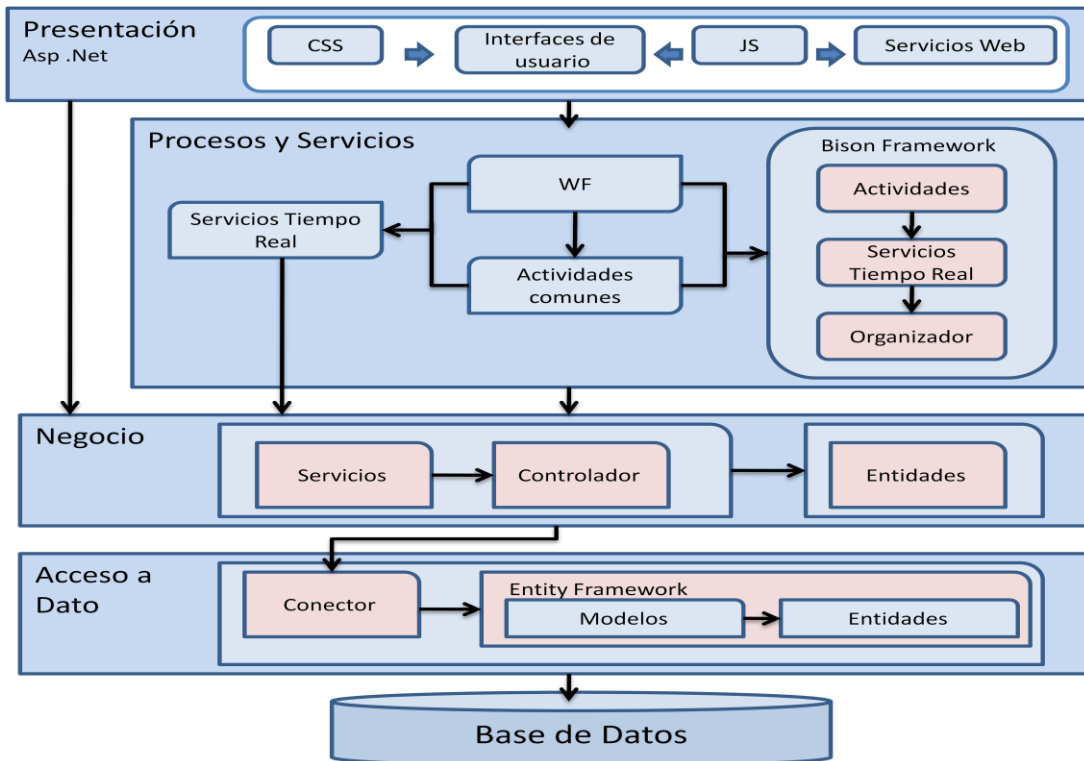 Presentación
Asp .Net
CSS
Interfaces de
usuario
JS
Servicios Web
Procesos y Servicios
Servicios Tiempo
Real
WF
Actividades
comunes
Bison Framework
Actividades
Servicios
Tiempo Real
Organizador
Negocio
Servicios
Controlador
Entidades
Acceso a
Dato
Conector
Entity Framework
Modelos
Entidades
Base de Datos